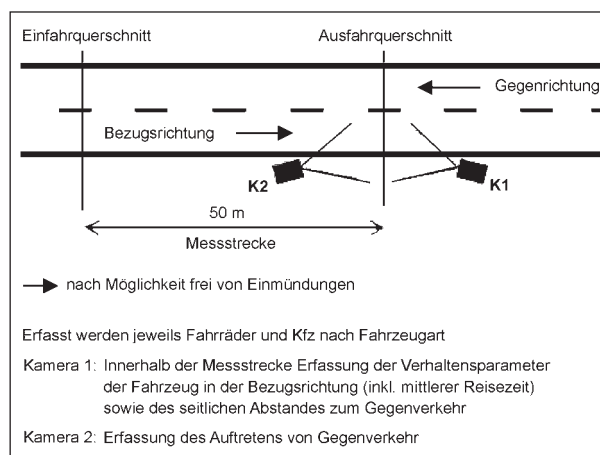 Einfahrquerschnitt
Ausfahrquerschnitt
Gegenrichtung
Bezugsrichtung
K2
K1
50 m
Messstrecke
nach Möglichkeit frei von Einmündungen
Erfasst werden jeweils Fahrräder und Kfz nach Fahrzeugart
Kamera 1: Innerhalb der Messstrecke Erfassung der Verhaltensparameter
der Fahrzeug in der Bezugsrichtung (inkl. mittlerer Reisezeit)
sowie des seitlichen Abstandes zum Gegenverkehr
Kamera 2: Erfassung des Auftretens von Gegenverkehr